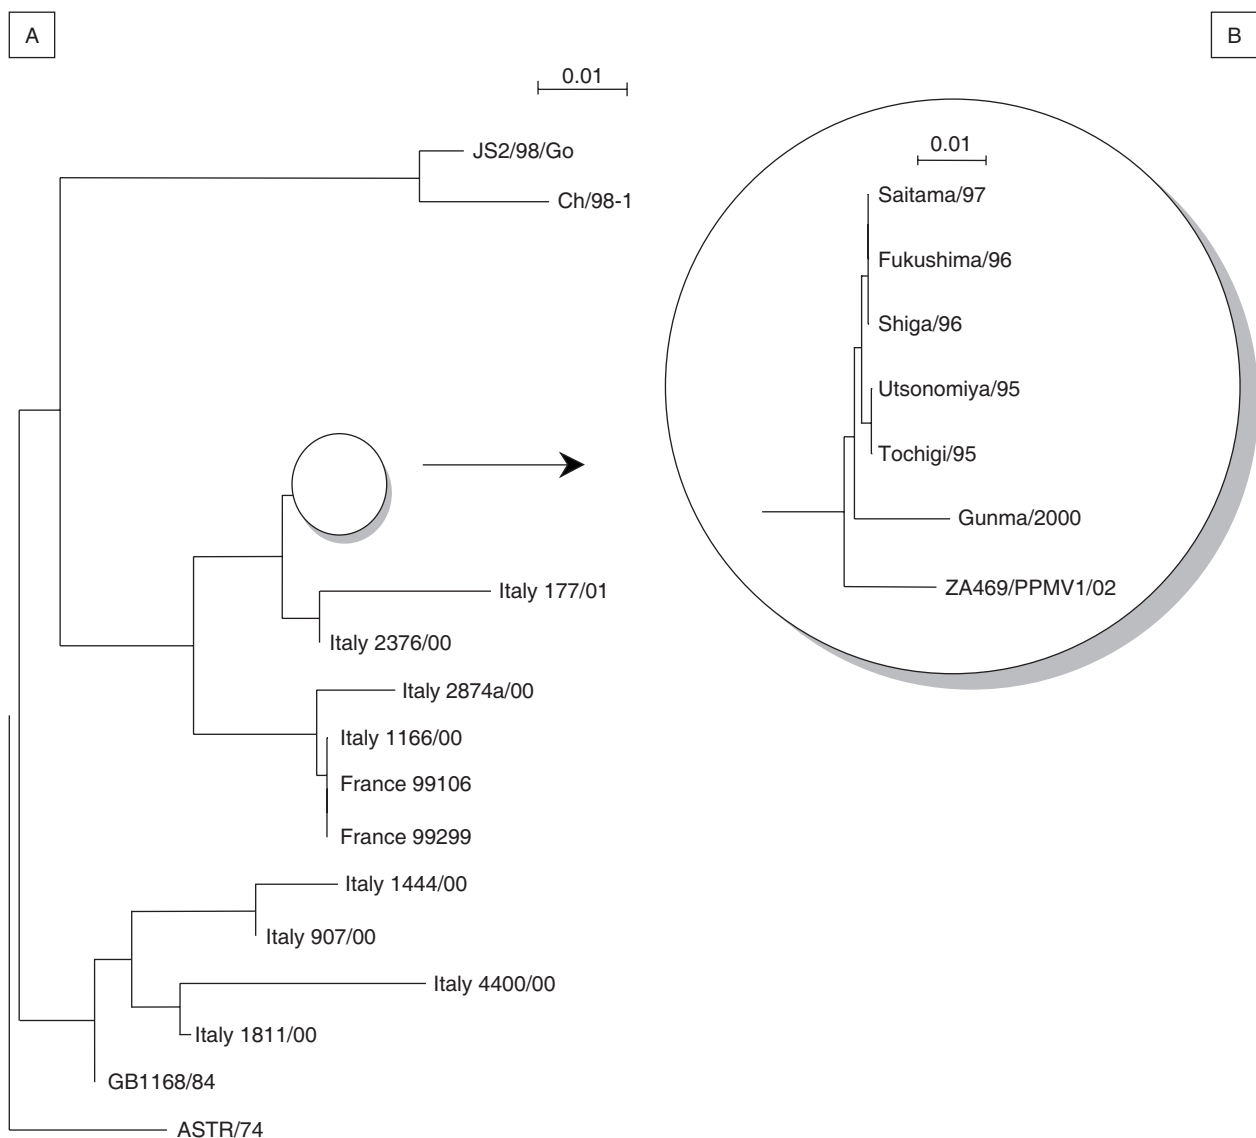 A
B
0.01
JS2/98/Go
Ch/98-1
Italy 177/01
Italy 2376/00
Italy 2874a/00
Italy 1166/00
France 99106
France 99299
Italy 1444/00
Italy 907/00
Italy 4400/00
Italy 1811/00
GB1168/84
ASTR/74
0.01
Saitama/97
Fukushima/96
Shiga/96
Utsonomiya/95
Tochigi/95
Gunma/2000
ZA469/PPMV1/02